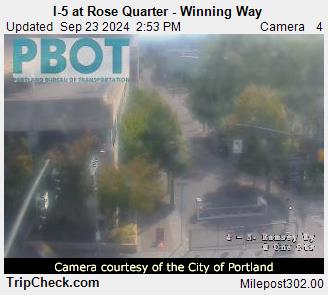 I-5 at Rose Quarter - Winning Way
Updated Sep 23 2024 2:53 PM Camera 4
PBOT
PORTLAND BUREAU OF TRANSPORTATION
Camera courtesy of the City of Portland
TripCheck.com Milepost302.00